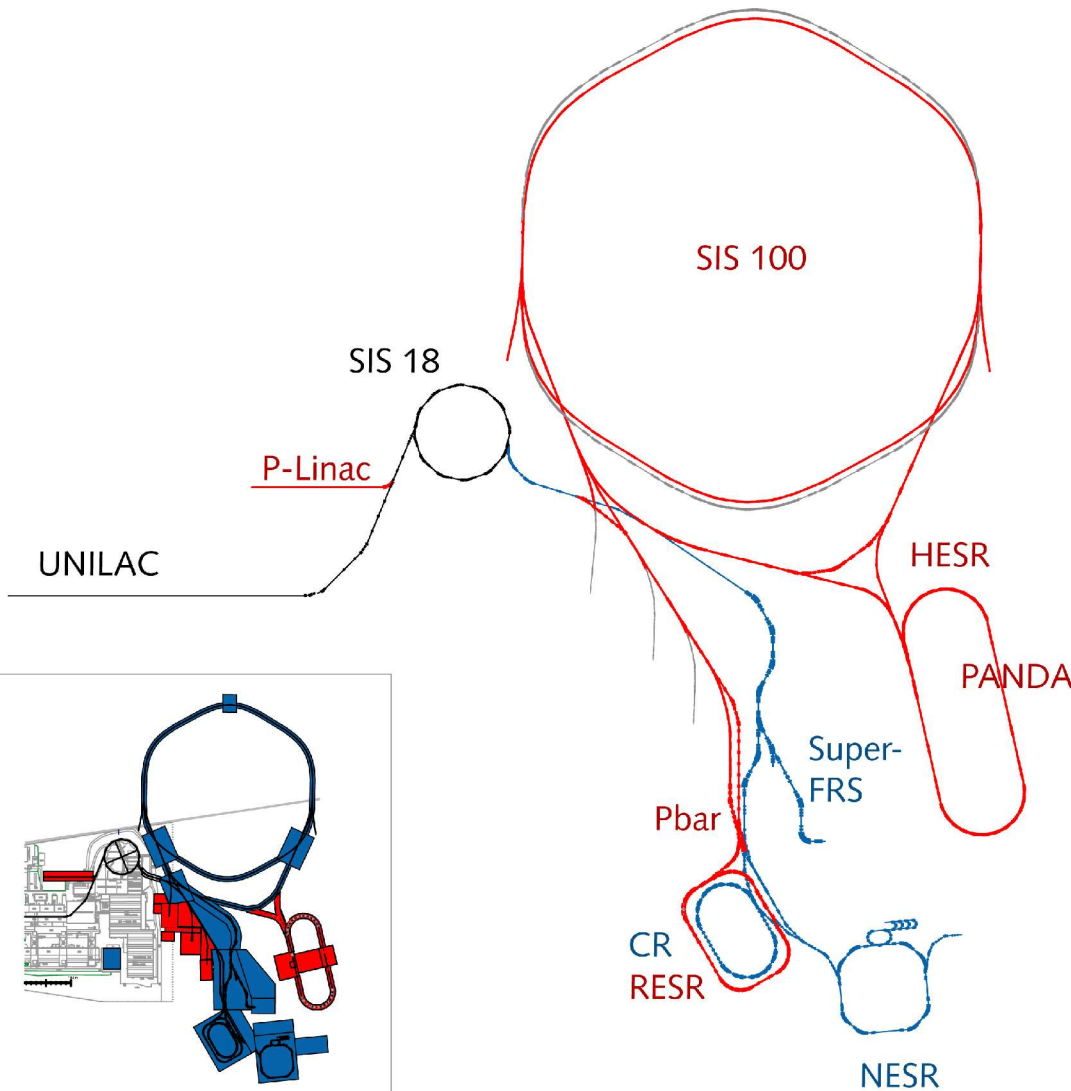 SIS 100
SIS 18
P-Linac
UNILAC
HESR
PANDA
Super-
FRS
Pbar
CR
RESR
NESR